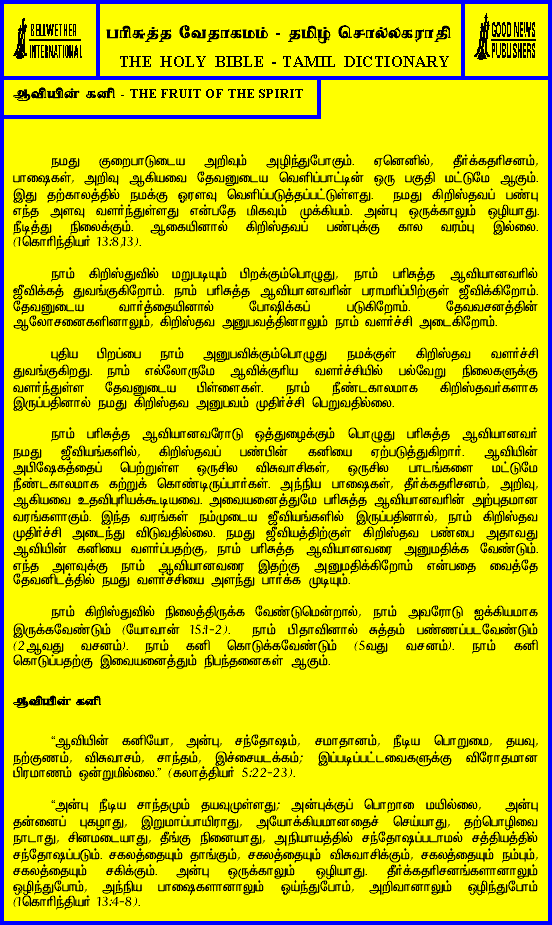 BELLWETHER
INTERNATIONAL
பரிசுத்த வேதாகமம் - தமிழ் சொல்லகராதி
THE HOLY BIBLE - TAMIL DICTIONARY
GOOD NEWS
PUBLISHERS
ஆவியின் கனி - THE FRUIT OF THE SPIRIT
நமது குறைபாடுடைய அறிவும் அழிந்துபோகும். ஏனெனில், தீர்க்கதரிசனம்,
பாஷைகள், அறிவு ஆகியவை தேவனுடைய வெளிப்பாட்டின் ஒரு பகுதி மட்டுமே ஆகும்.
இது தற்காலத்தில் நமக்கு ஓரளவு வெளிப்படுத்தப்பட்டுள்ளது. நமது கிறிஸ்தவப் பண்பு
எந்த அளவு வளர்ந்துள்ளது என்பதே மிகவும் முக்கியம். அன்பு ஒருக்காலும் ஒழியாது.
நீடித்து நிலைக்கும். ஆகையினால் கிறிஸ்தவப் பண்புக்கு கால வரம்பு இல்லை.
(1கொரிந்தியர் 13:8,13).
நாம் கிறிஸ்துவில் மறுபடியும் பிறக்கும்பொழுது, நாம் பரிசுத்த ஆவியானவரில்
ஜீவிக்கத் துவங்குகிறோம். நாம் பரிசுத்த ஆவியானவரின் பராமரிப்பிற்குள் ஜீவிக்கிறோம்.
தேவனுடைய வார்த்தையினால் போஷிக்கப் படுகிறோம். தேவவசனத்தின்
ஆலோசனைகளினாலும், கிறிஸ்தவ அனுபவத்தினாலும் நாம் வளர்ச்சி அடைகிறோம்.
புதிய பிறப்பை நாம் அனுபவிக்கும்பொழுது நமக்குள் கிறிஸ்தவ வளர்ச்சி
துவங்குகிறது. நாம் எல்லோருமே ஆவிக்குரிய வளர்ச்சியில் பல்வேறு நிலைகளுக்கு
வளர்ந்துள்ள தேவனுடைய பிள்ளைகள். நாம் நீண்டகாலமாக கிறிஸ்தவர்களாக
இருப்பதினால் நமது கிறிஸ்தவ அனுபவம் முதிர்ச்சி பெறுவதில்லை.
நாம் பரிசுத்த ஆவியானவரோடு ஒத்துழைக்கும் பொழுது பரிசுத்த ஆவியானவர்
நமது ஜீவியங்களில், கிறிஸ்தவப் பண்பின் கனியை ஏற்படுத்துகிறார். ஆவியின்
அபிஷேகத்தைப் பெற்றுள்ள ஒருசில விசுவாசிகள், ஒருசில பாடங்களை மட்டுமே
நீண்டகாலமாக கற்றுக் கொண்டிருப்பார்கள். அந்நிய பாஷைகள், தீர்க்கதரிசனம், அறிவு,
ஆகியவை உதவிபுரியக்கூடியவை. அவையனைத்துமே பரிசுத்த ஆவியானவரின் அற்புதமான
வரங்களாகும். இந்த வரங்கள் நம்முடைய ஜீவியங்களில் இருப்பதினால், நாம் கிறிஸ்தவ
முதிர்ச்சி அடைந்து விடுவதில்லை. நமது ஜீவியத்திற்குள் கிறிஸ்தவ பண்பை அதாவது
ஆவியின் கனியை வளர்ப்பதற்கு, நாம் பரிசுத்த ஆவியானவரை அனுமதிக்க வேண்டும்.
எந்த அளவுக்கு நாம் ஆவியானவரை இதற்கு அனுமதிக்கிறோம் என்பதை வைத்தே
தேவனிடத்தில் நமது வளர்ச்சியை அளந்து பார்க்க முடியும்.
நாம் கிறிஸ்துவில் நிலைத்திருக்க வேண்டுமென்றால், நாம் அவரோடு ஐக்கியமாக
இருக்கவேண்டும் (யோவான் 15:1-2). நாம் பிதாவினால் சுத்தம் பண்ணப்படவேண்டும்
(2ஆவது வசனம்). நாம் கனி கொடுக்கவேண்டும் (5வது வசனம்). நாம் கனி
கொடுப்பதற்கு இவையனைத்தும் நிபந்தனைகள் ஆகும்.
ஆவியின் கனி
“ஆவியின் கனியோ, அன்பு, சந்தோஷம், சமாதானம், நீடிய பொறுமை, தயவு,
நற்குணம், விசுவாசம், சாந்தம், இச்சையடக்கம்; இப்படிப்பட்டவைகளுக்கு விரோதமான
பிரமாணம் ஒன்றுமில்லை.” (கலாத்தியர் 5:22-23).
“அன்பு நீடிய சாந்தமும் தயவுமுள்ளது; அன்புக்குப் பொறாமை யில்லை, அன்பு
தன்னைப் புகழாது, இறுமாப்பாயிராது, அயோக்கியமானதைச் செய்யாது, தற்பொழிவை
நாடாது, சினமடையாது, தீங்கு நினையாது, அநியாயத்தில் சந்தோஷப்படாமல் சத்தியத்தில்
சந்தோஷப்படும். சகலத்தையும் தாங்கும், சகலத்தையும் விசுவாசிக்கும், சகலத்தையும் நம்பும்,
சகலத்தையும் சகிக்கும். அன்பு ஒருக்காலும் ஒழியாது. தீர்க்கதரிசனங்களானாலும்
ஒழிந்துபோம், அந்நிய பாஷைகளானாலும் ஓய்ந்துபோம், அறிவானாலும் ஒழிந்துபோம்
(1கொரிந்தியர் 13:4-8).